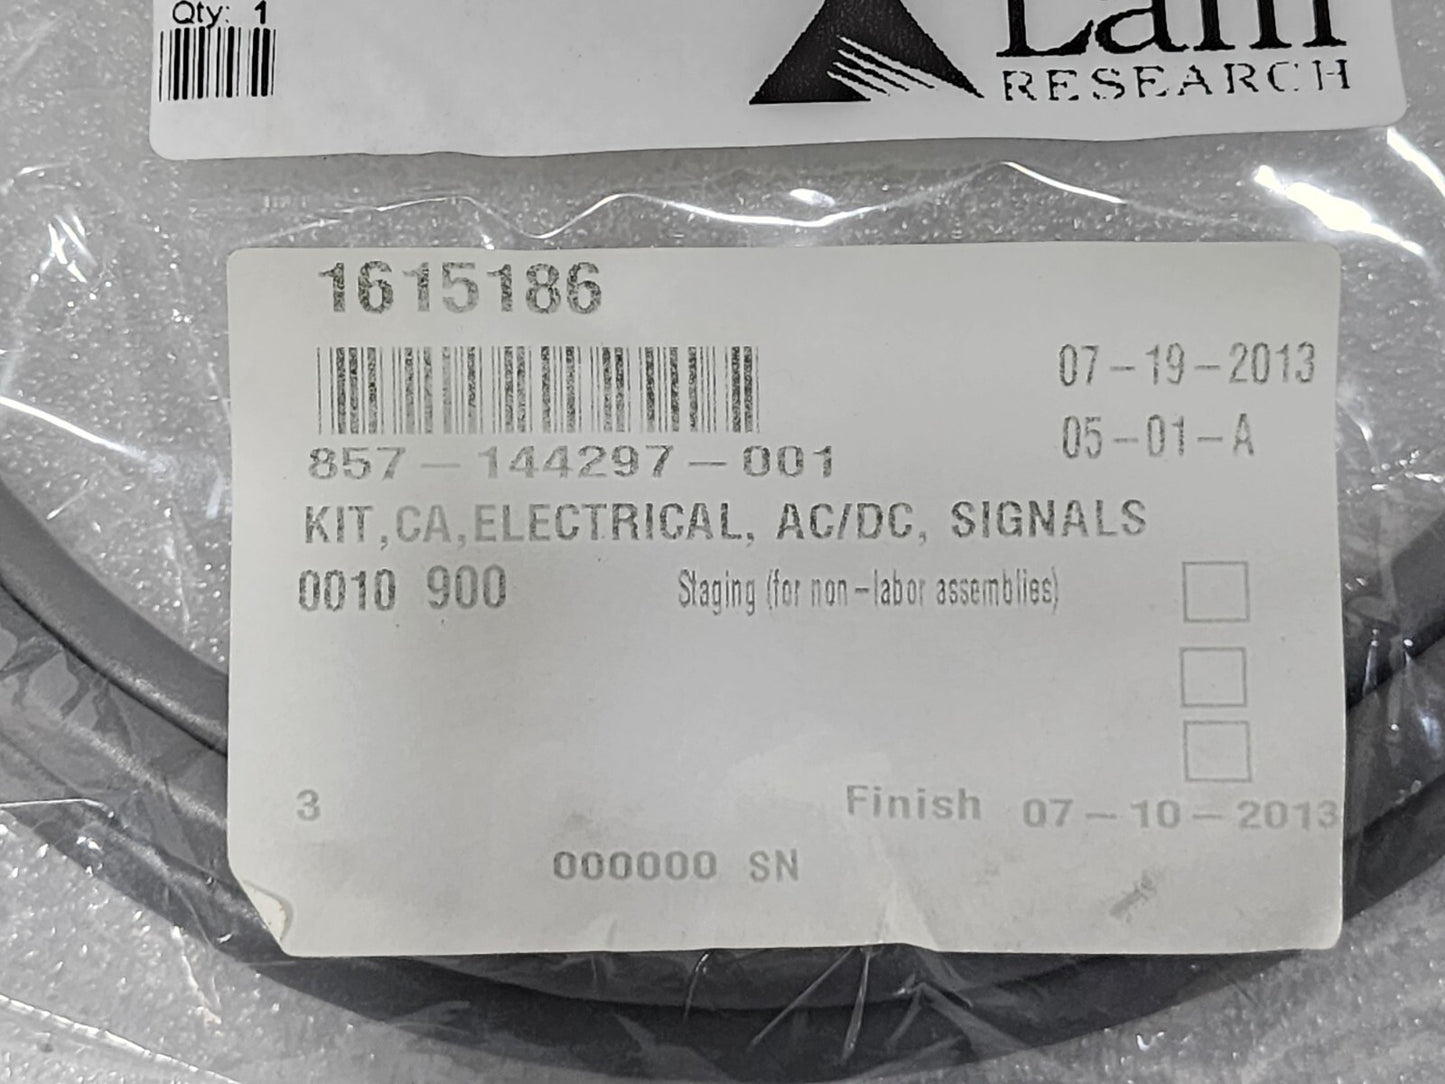 Qty: 1
Lam
RESEARCH
1615186
07-19-2013
05-01-A
857-144297-001
KIT,CA,ELECTRICAL, AC/DC, SIGNALS
0010 900 Staging (for non-labor assemblies)
3 Finish 07-10-2013
000000 SN